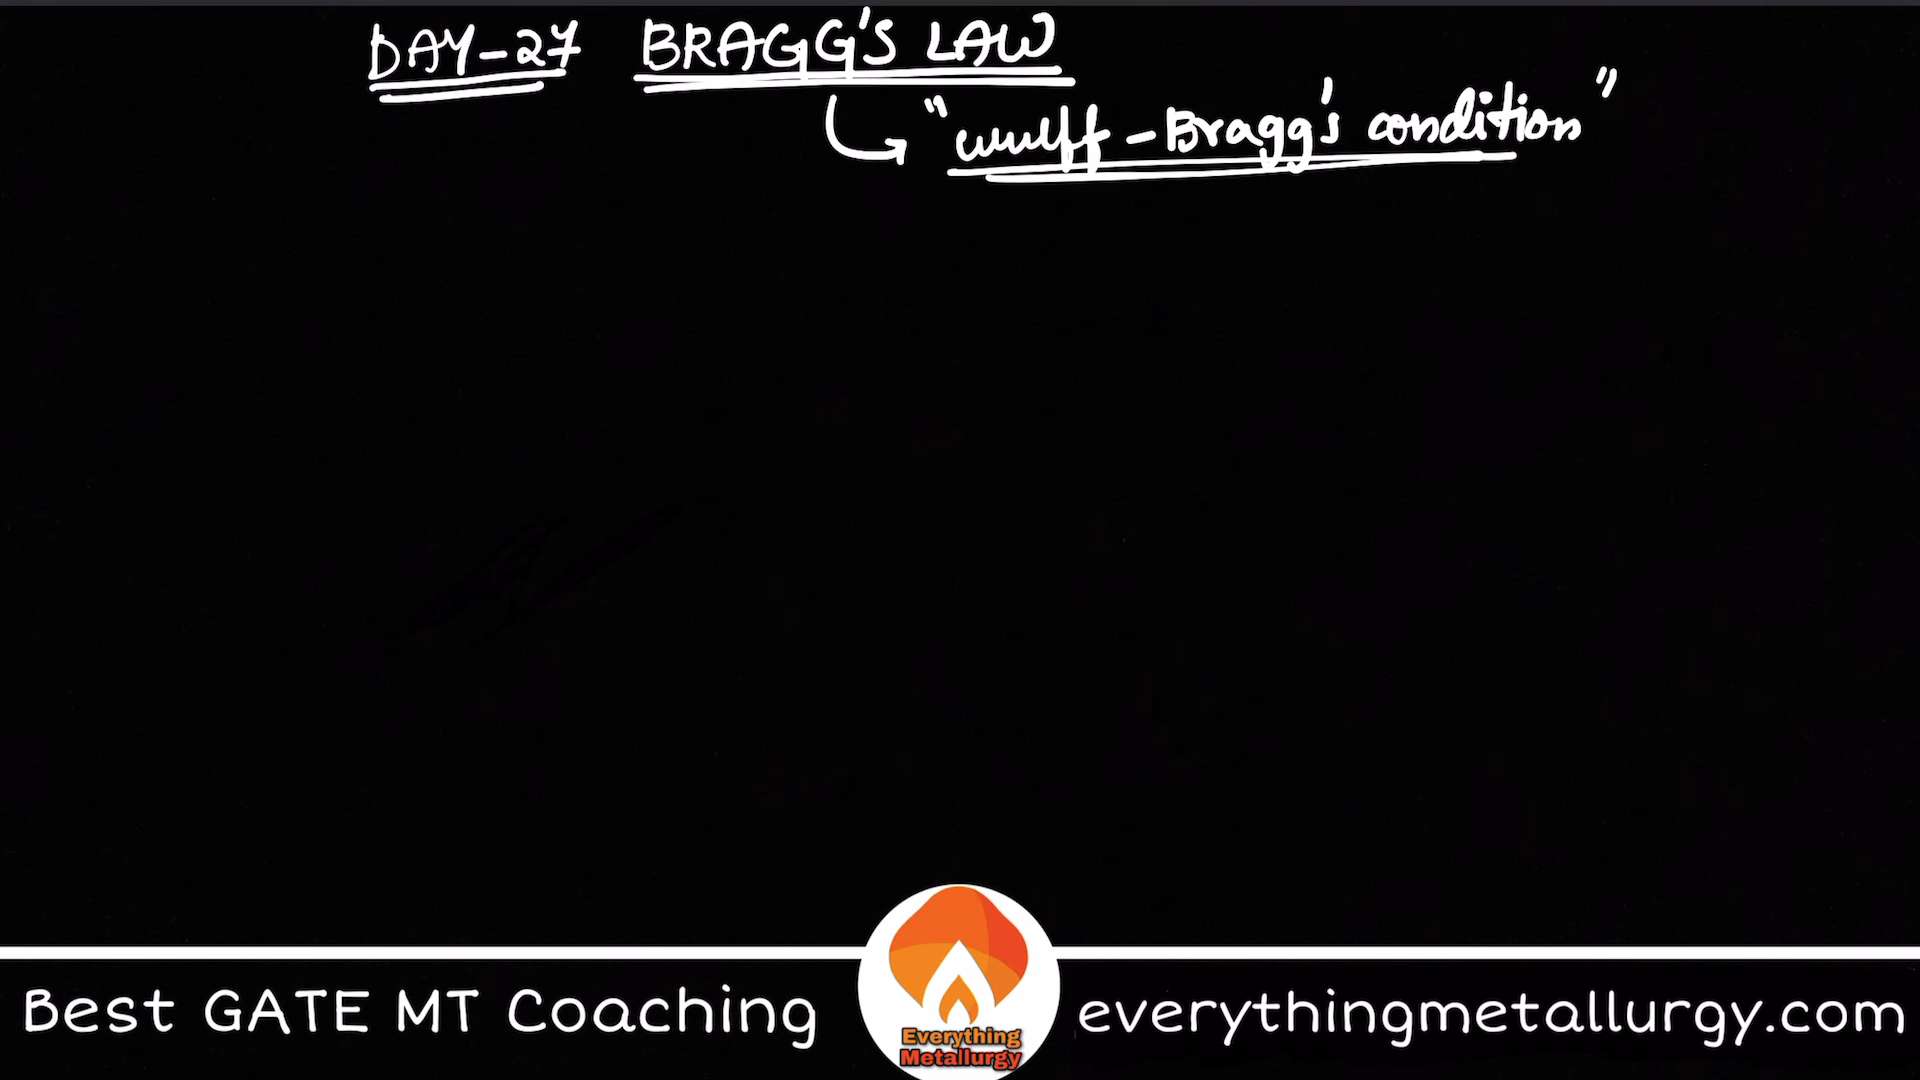 DAY-27 BRAGG'S LAW
"wulff-Bragg's condition"
Best GATE MT Coaching
everythingmetallurgy.com
Everything
Metallurgy